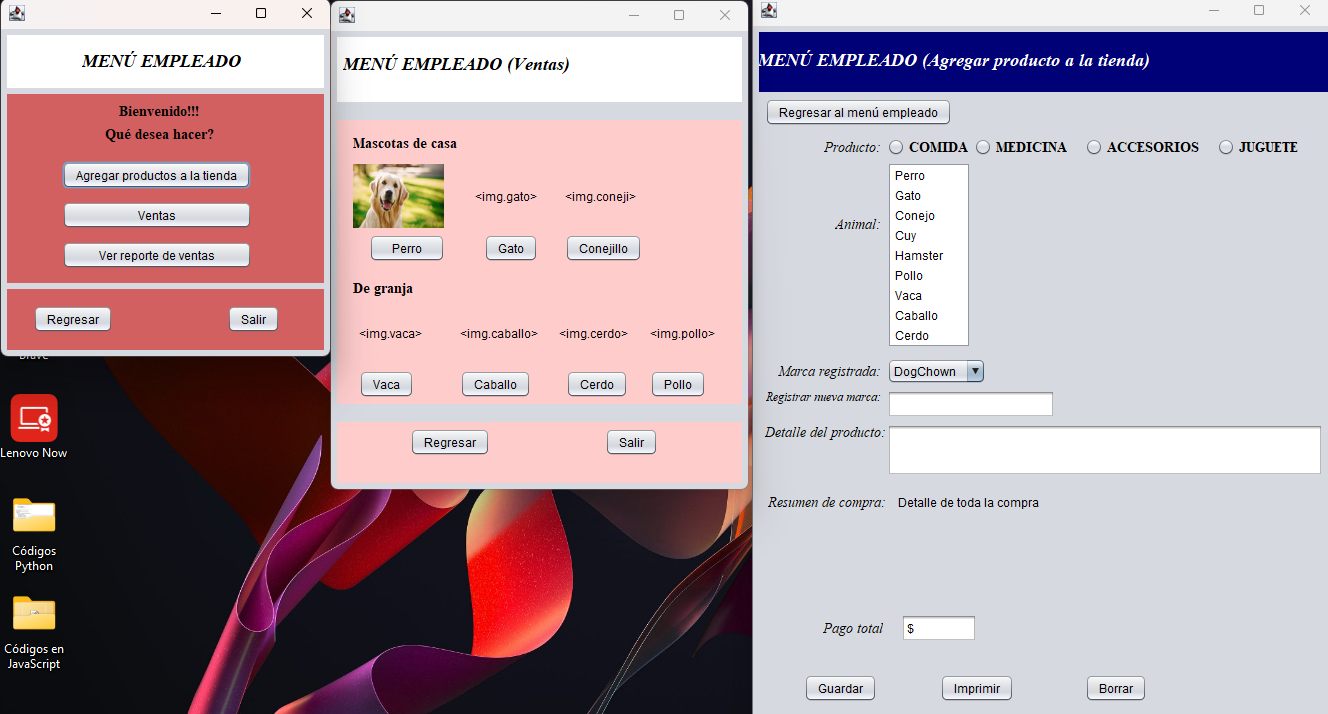 MENÚ EMPLEADO
Bienvenido!!!
Qué desea hacer?
Agregar productos a la tienda
Ventas
Ver reporte de ventas
Regresar Salir
Lenovo Now
Códigos
Python
Códigos en
JavaScript
MENÚ EMPLEADO (Ventas)
Mascotas de casa
<img.gato> <img.coneji>
Perro Gato Conejillo
De granja
<img.vaca> <img.caballo> <img.cerdo> <img.pollo>
Vaca Caballo Cerdo Pollo
Regresar Salir
MENÚ EMPLEADO (Agregar producto a la tienda)
Regresar al menú empleado
Producto: COMIDA MEDICINA ACCESORIOS JUGUETE
Animal:
Perro
Gato
Conejo
Cuy
Hamster
Pollo
Vaca
Caballo
Cerdo
Marca registrada: DogChown
Registrar nueva marca:
Detalle del producto:
Resumen de compra: Detalle de toda la compra
Pago total $
Guardar Imprimir Borrar